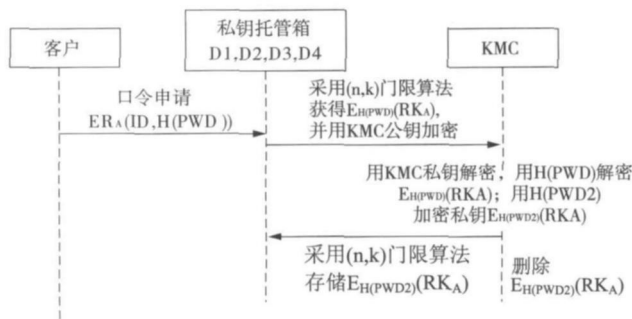 客户
私钥托管箱
D1,D2,D3,D4
KMC
口令申请
ERA(ID,H(PWD))
采用(n,k)门限算法
获得EH(PWD)(RKA),
并用KMC公钥加密
用KMC私钥解密，用H(PWD)解密
EH(PWD)(RKA)；用H(PWD2)
加密私钥EH(PWD2)(RKA)
采用(n,k)门限算法
存储EH(PWD2)(RKA)
删除
EH(PWD2)(RKA)